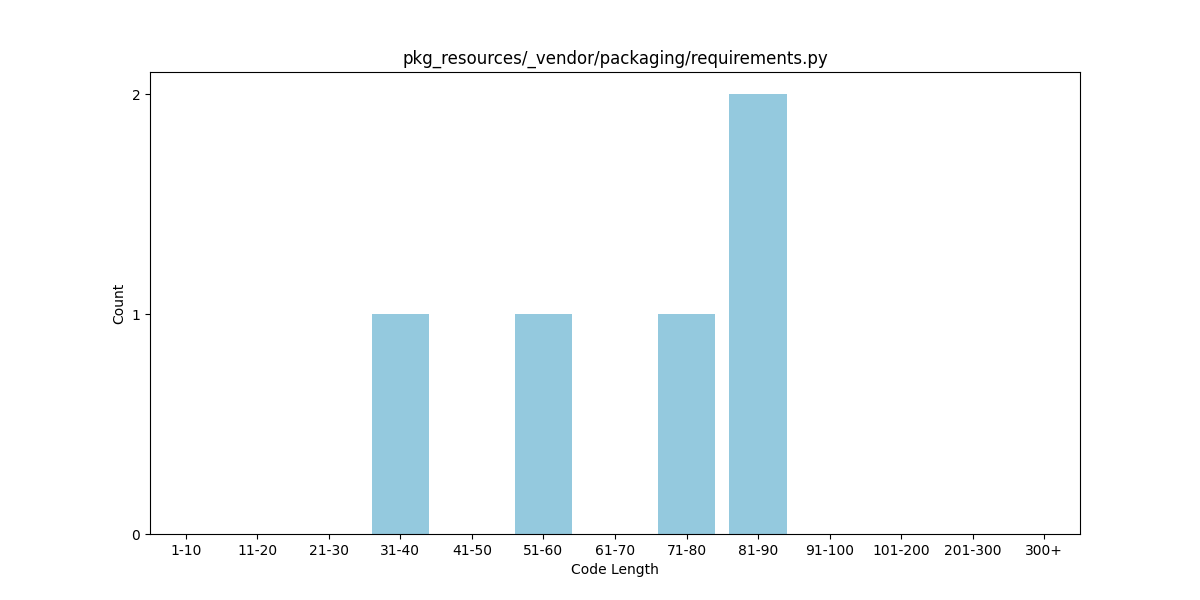 pkg_resources/_vendor/packaging/requirements.py
Count
2
1
0
1-10 11-20 21-30 31-40 41-50 51-60 61-70 71-80 81-90 91-100 101-200 201-300 300+
Code Length